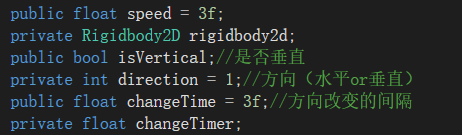 public float speed = 3f;
private Rigidbody2D rigidbody2d;
public bool isVertical;//是否垂直
private int direction = 1;//方向（水平or垂直）
public float changeTime = 3f;//方向改变的间隔
private float changeTimer;